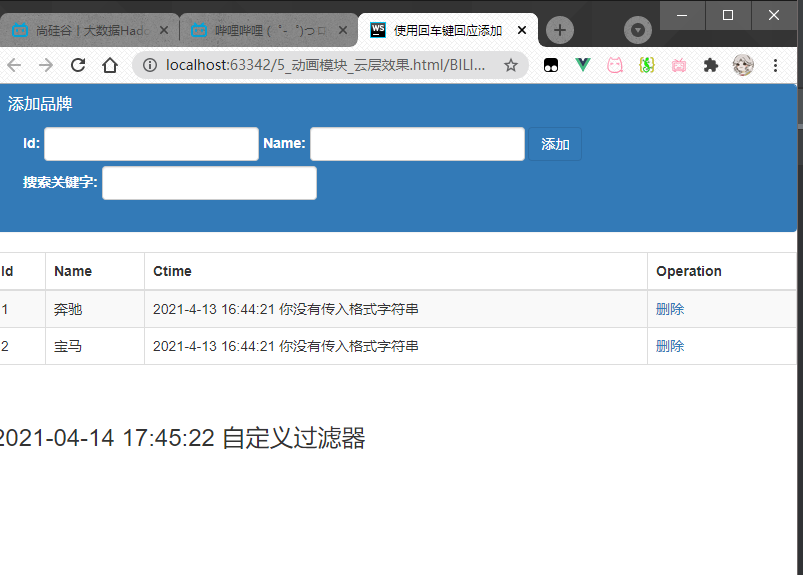 尚硅谷丨大数据Hado
哔哩哔哩 (゜-゜)つロ
WS 使用回车键回应添加
localhost:63342/5_动画模块_云层效果.html/BILI...
添加品牌
Id: Name: 添加
搜索关键字:
Id Name Ctime Operation
1 奔驰 2021-4-13 16:44:21 你没有传入格式字符串 删除
2 宝马 2021-4-13 16:44:21 你没有传入格式字符串 删除
2021-04-14 17:45:22 自定义过滤器